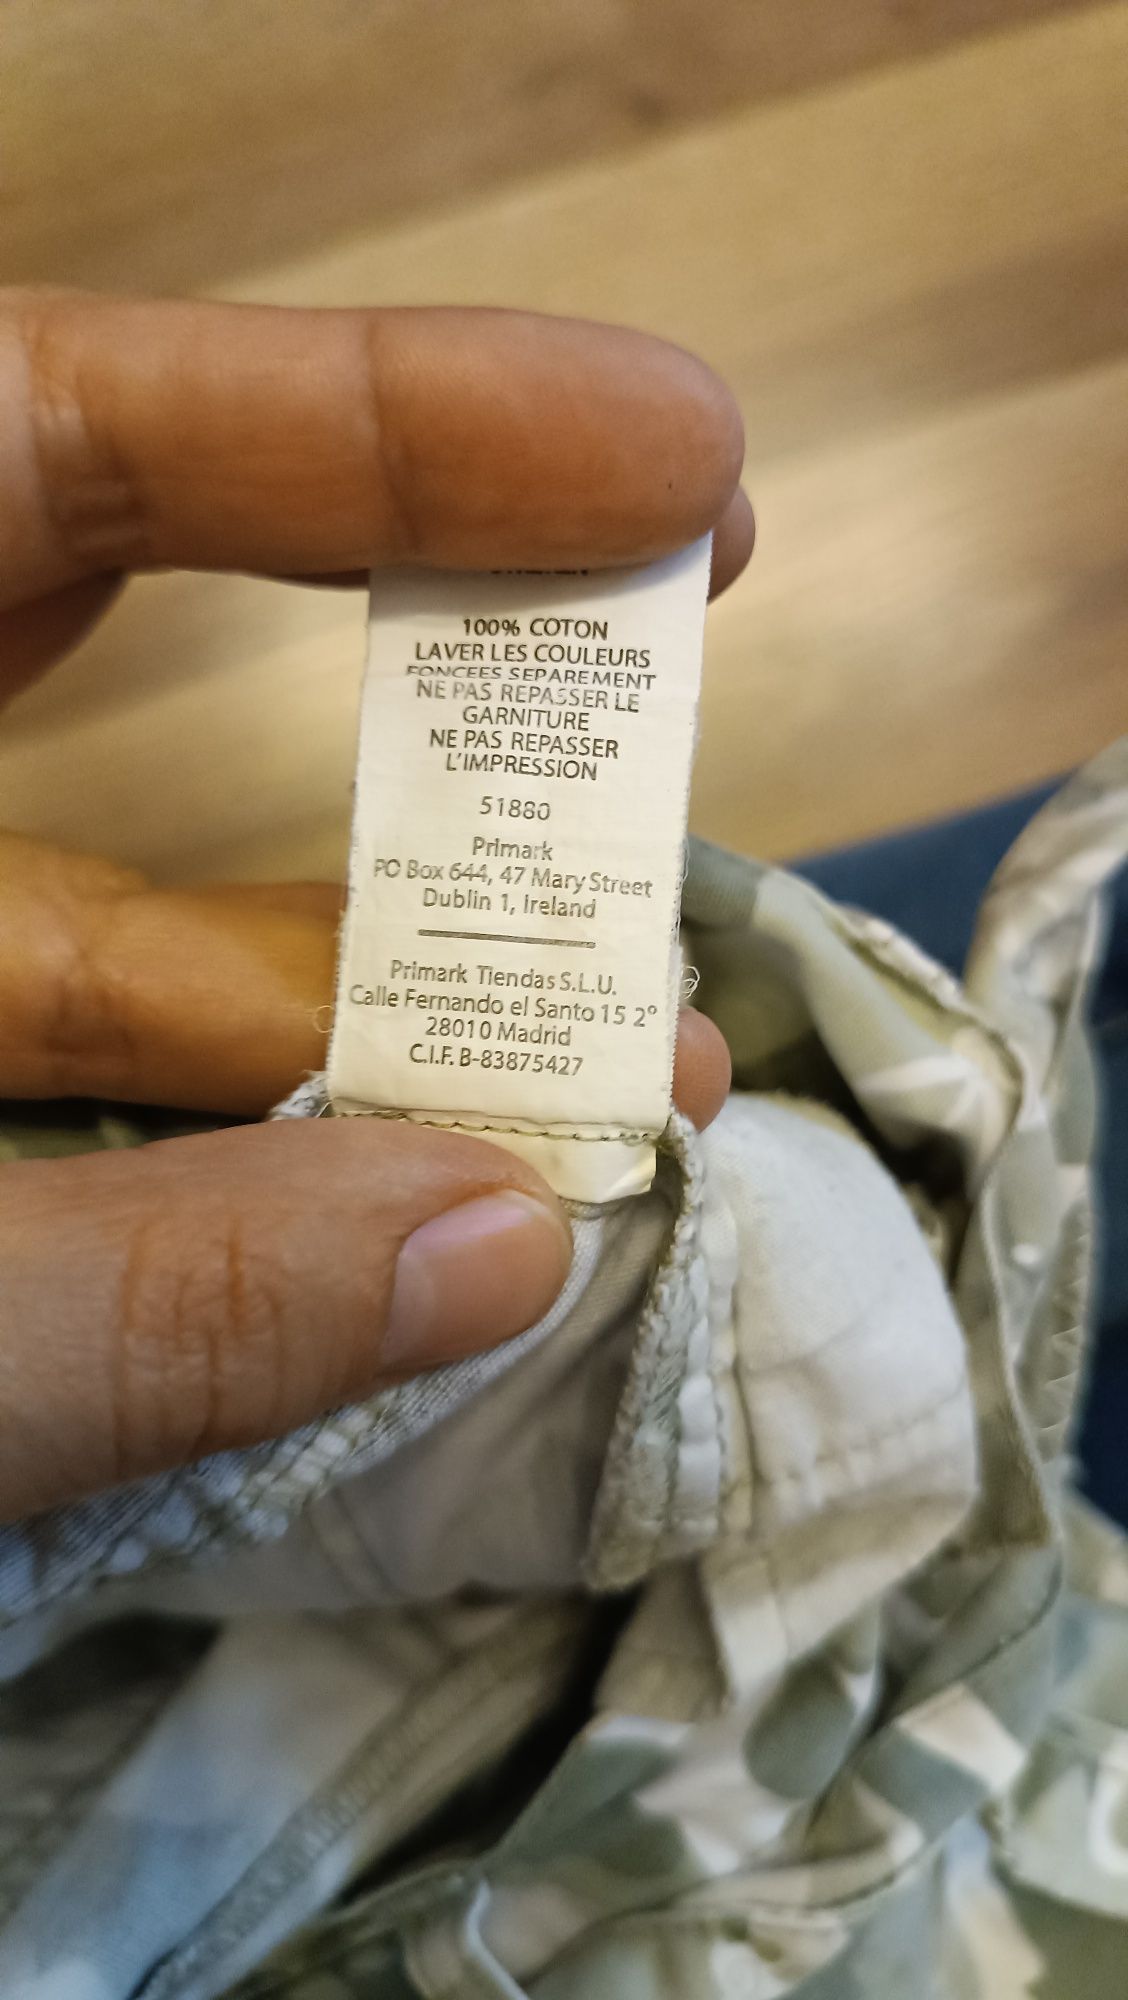 100% COTON
LAVER LES COULEURS
FONCEES SEPAREMENT
NE PAS REPASSER LE
GARNITURE
NE PAS REPASSER
L'IMPRESSION
51880
Primark
PO Box 644, 47 Mary Street
Dublin 1, Ireland
Primark Tiendas S.L.U.
Calle Fernando el Santo 15 2º
28010 Madrid
C.I.F. B-83875427